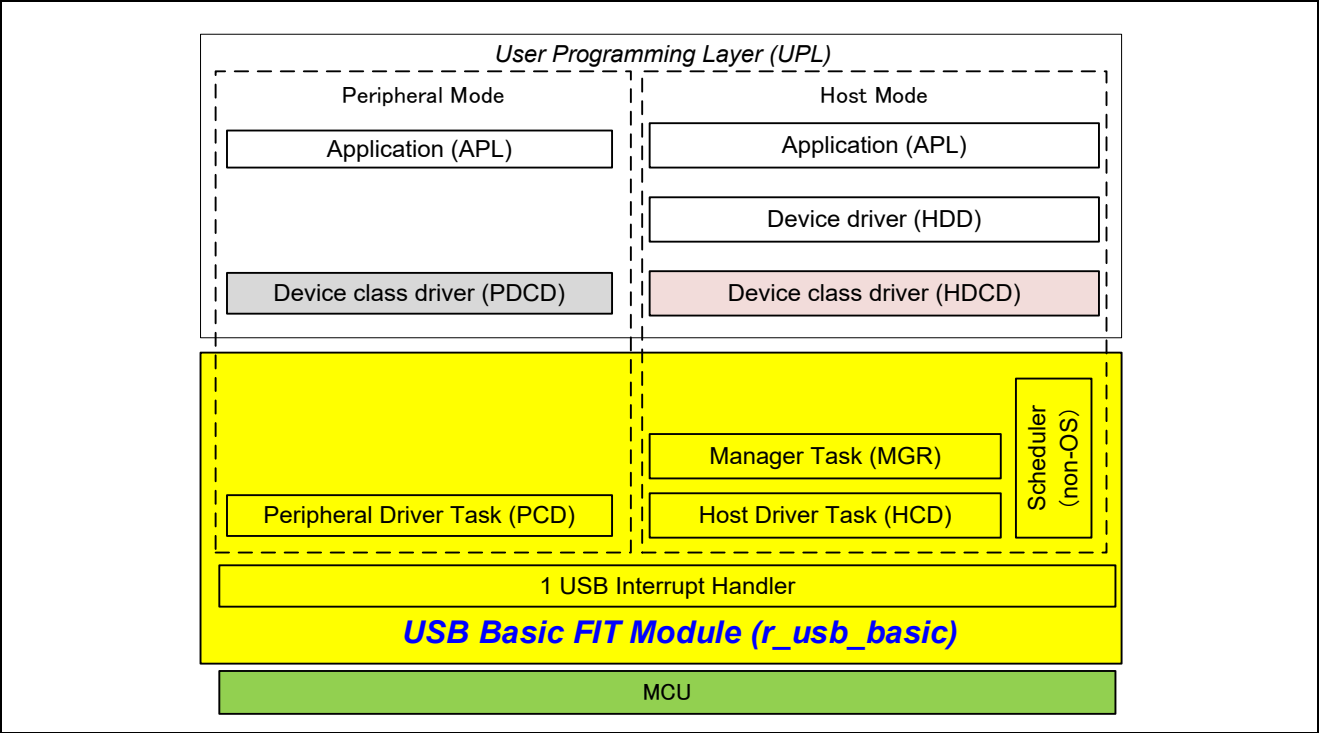 User Programming Layer (UPL)
Peripheral Mode
Host Mode
Application (APL)
Application (APL)
Device driver (HDD)
Device class driver (PDCD)
Device class driver (HDCD)
Scheduler
(non-OS)
Manager Task (MGR)
Peripheral Driver Task (PCD)
Host Driver Task (HCD)
1 USB Interrupt Handler
USB Basic FIT Module (r_usb_basic)
MCU